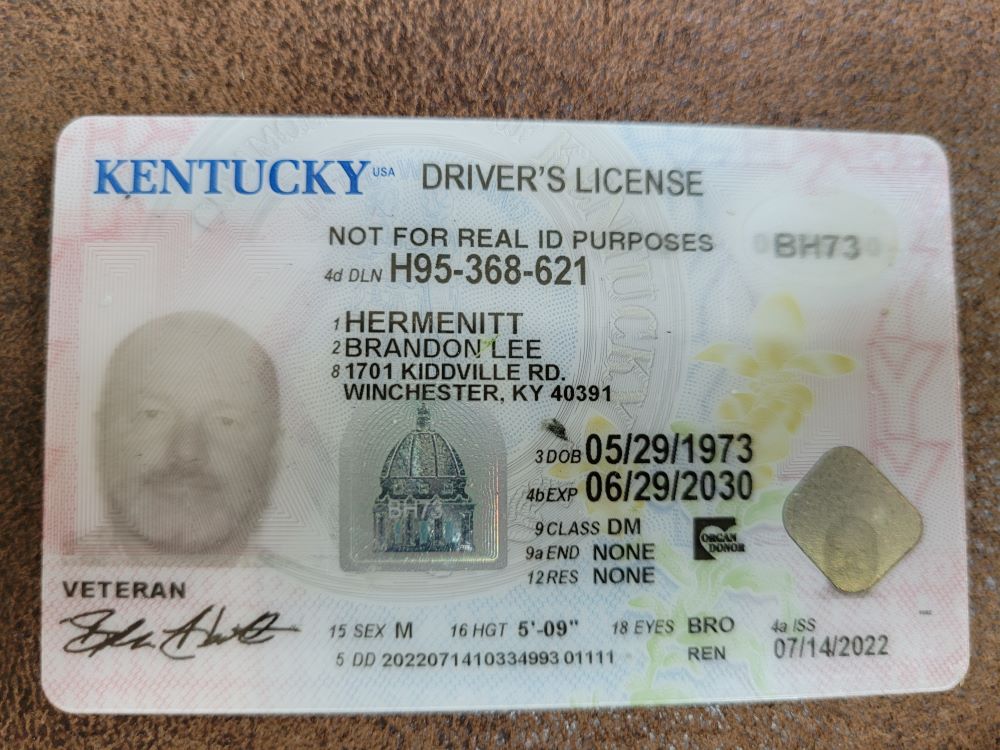 KENTUCKY USA DRIVER'S LICENSE
NOT FOR REAL ID PURPOSES
BH73
4d DLN H95-368-621
1 HERMENITT
2 BRANDON LEE
8 1701 KIDDVILLE RD.
WINCHESTER, KY 40391
KENTUCKY
3 DOB 05/29/1973
4b EXP 06/29/2030
BH73
9 CLASS DM
ORGAN DONOR
9a END NONE
12 RES NONE
VETERAN
15 SEX M 16 HGT 5'-09" 18 EYES BRO 4a ISS
5 DD 2022071410334993 01111 REN 07/14/2022